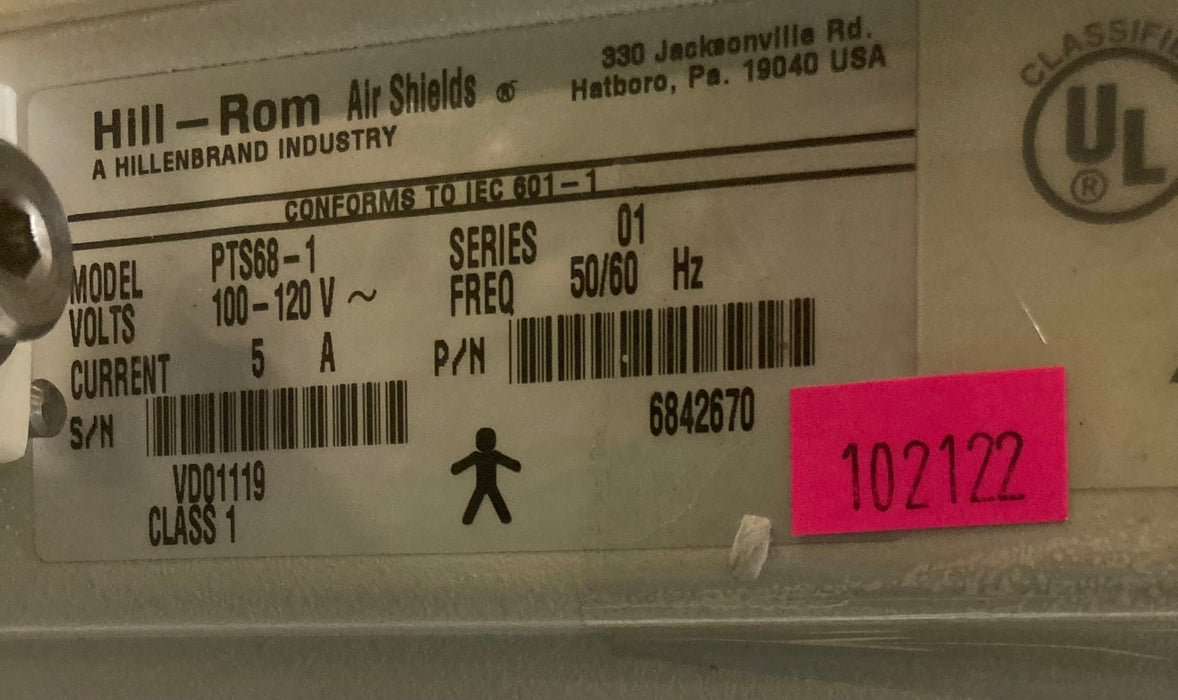 Hill-Rom Air Shields ®
330 Jacksonville Rd.
Hatboro, Pa. 19040 USA
A HILLENBRAND INDUSTRY
CONFORMS TO IEC 601-1
MODEL PTS68-1 SERIES 01
VOLTS 100-120 V ~ FREQ 50/60 Hz
CURRENT 5 A P/N
6842670
S/N
VD01119
CLASS 1
UL
®
102122